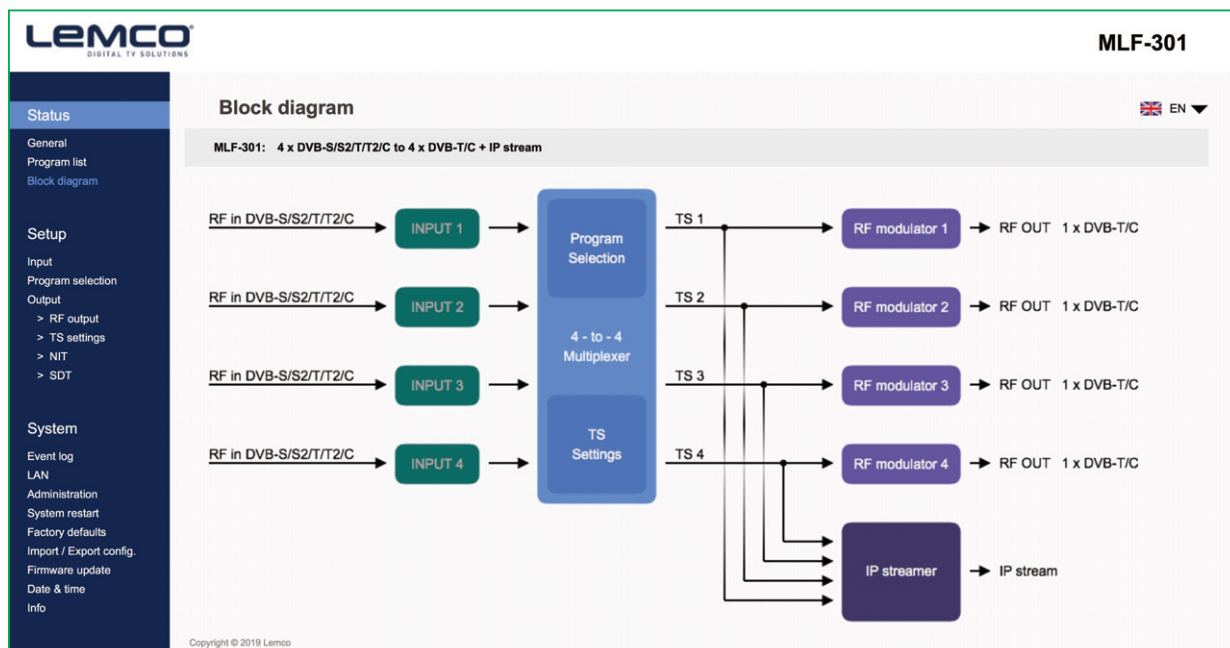 LEMCO
DIGITAL TV SOLUTIONS
MLF-301
Status
General
Program list
Block diagram
Setup
Input
Program selection
Output
> RF output
> TS settings
> NIT
> SDT
System
Event log
LAN
Administration
System restart
Factory defaults
Import / Export config.
Firmware update
Date & time
Info
Block diagram
EN
MLF-301: 4 x DVB-S/S2/T/T2/C to 4 x DVB-T/C + IP stream
RF in DVB-S/S2/T/T2/C
INPUT 1
RF in DVB-S/S2/T/T2/C
INPUT 2
RF in DVB-S/S2/T/T2/C
INPUT 3
RF in DVB-S/S2/T/T2/C
INPUT 4
Program
Selection
4 - to - 4
Multiplexer
TS
Settings
TS 1
RF modulator 1
RF OUT 1 x DVB-T/C
TS 2
RF modulator 2
RF OUT 1 x DVB-T/C
TS 3
RF modulator 3
RF OUT 1 x DVB-T/C
TS 4
RF modulator 4
RF OUT 1 x DVB-T/C
IP streamer
IP stream
Copyright © 2019 Lemco